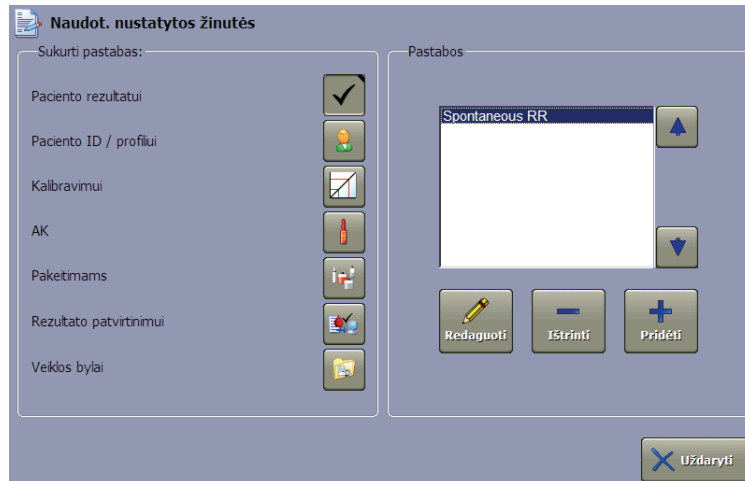 Naudot. nustatytos žinutės
Sukurti pastabas:
Paciento rezultatui
Paciento ID / profiliui
Kalibravimui
AK
Pakeitimams
Rezultato patvirtinimui
Veiklos bylai
Pastabos
Spontaneous RR
Redaguoti
Ištrinti
Pridėti
Uždaryti